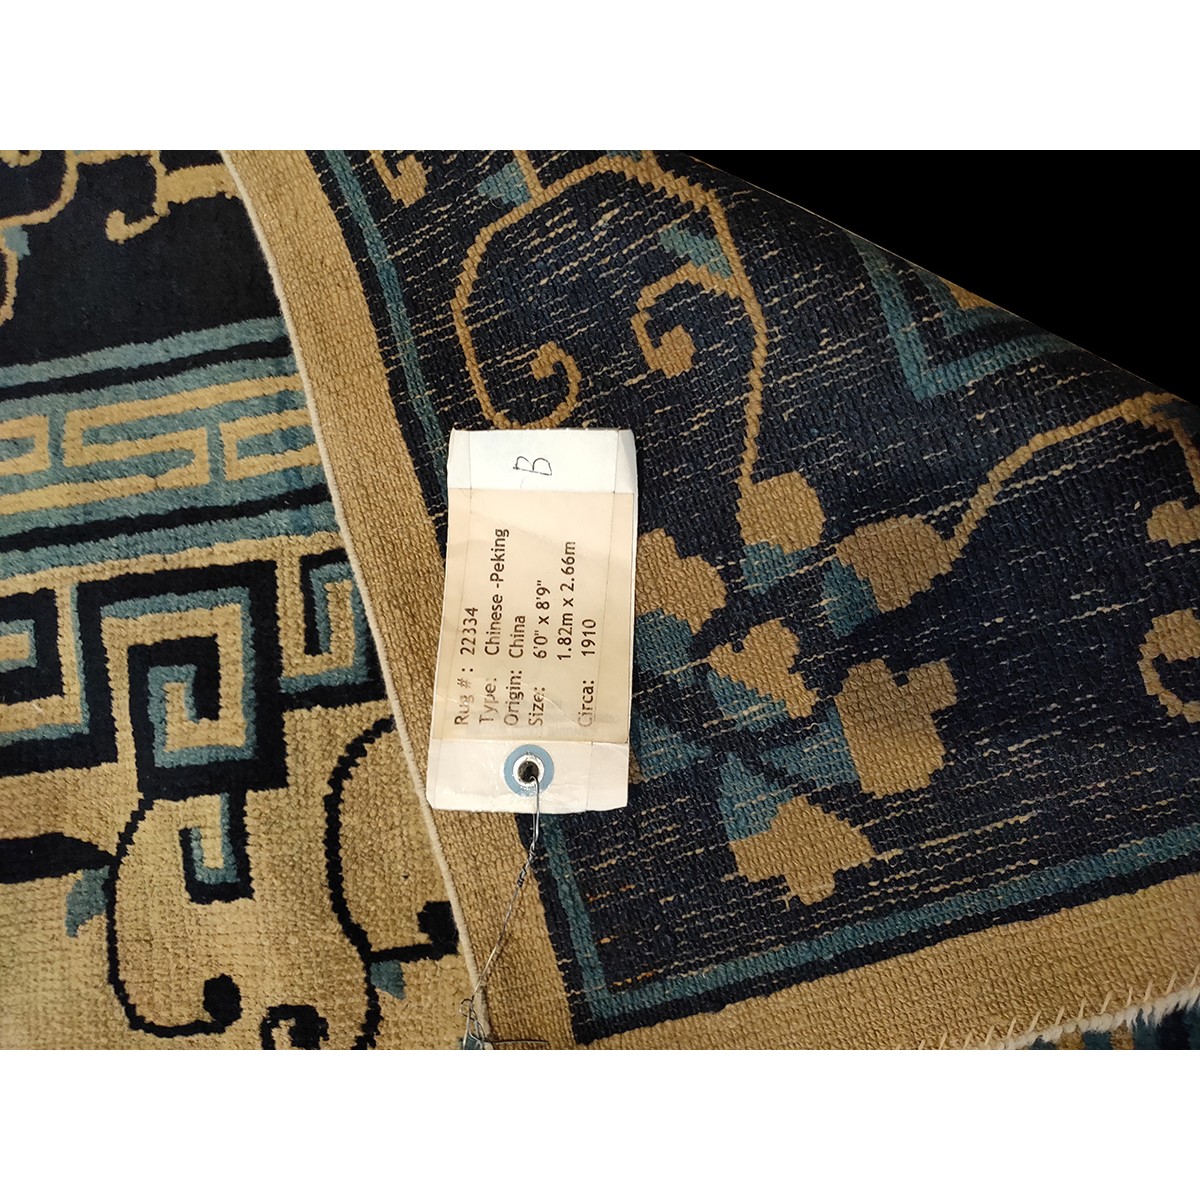 B
Rug #: 22334
Type: Chinese -Peking
Origin: China
Size: 6'0" x 8'9"
1.82m x 2.66m
Circa: 1910